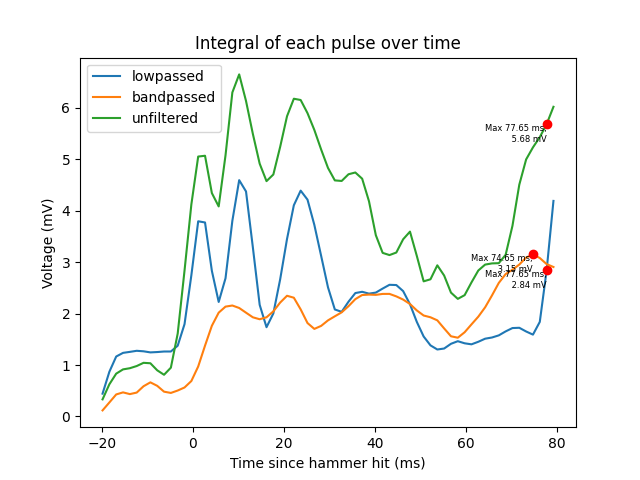 Integral of each pulse over time
lowpassed
bandpassed
unfiltered
Max 77.65 ms,
5.68 mV
Max 74.65 ms,
3.15 mV
Max 77.65 ms,
2.84 mV
Voltage (mV)
6
5
4
3
2
1
0
−20
0
20
40
60
80
Time since hammer hit (ms)